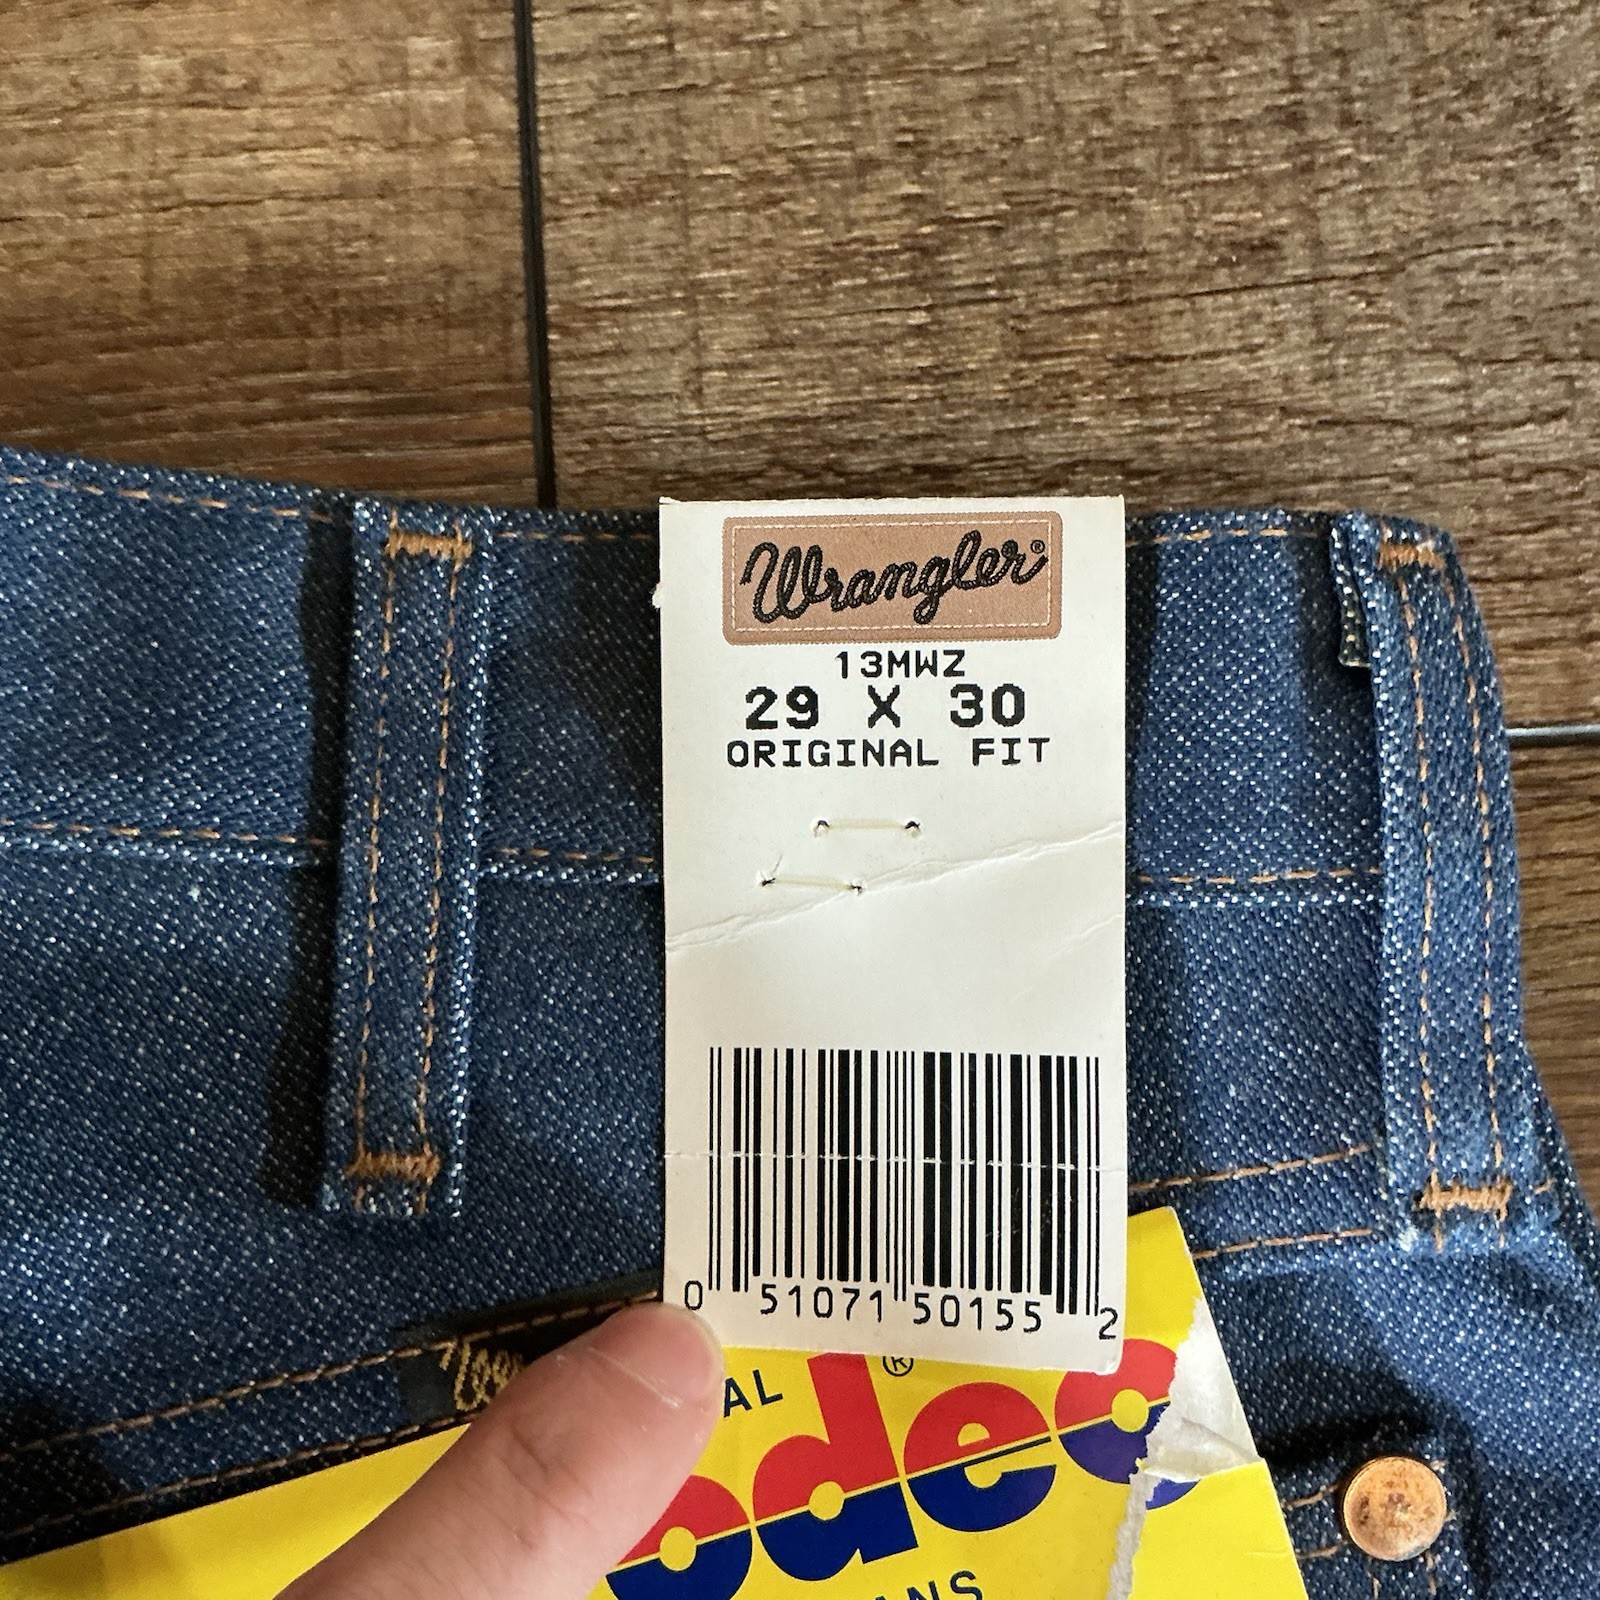 Wrangler®
13MWZ
29 X 30
ORIGINAL FIT
0 51071 50155 2
®